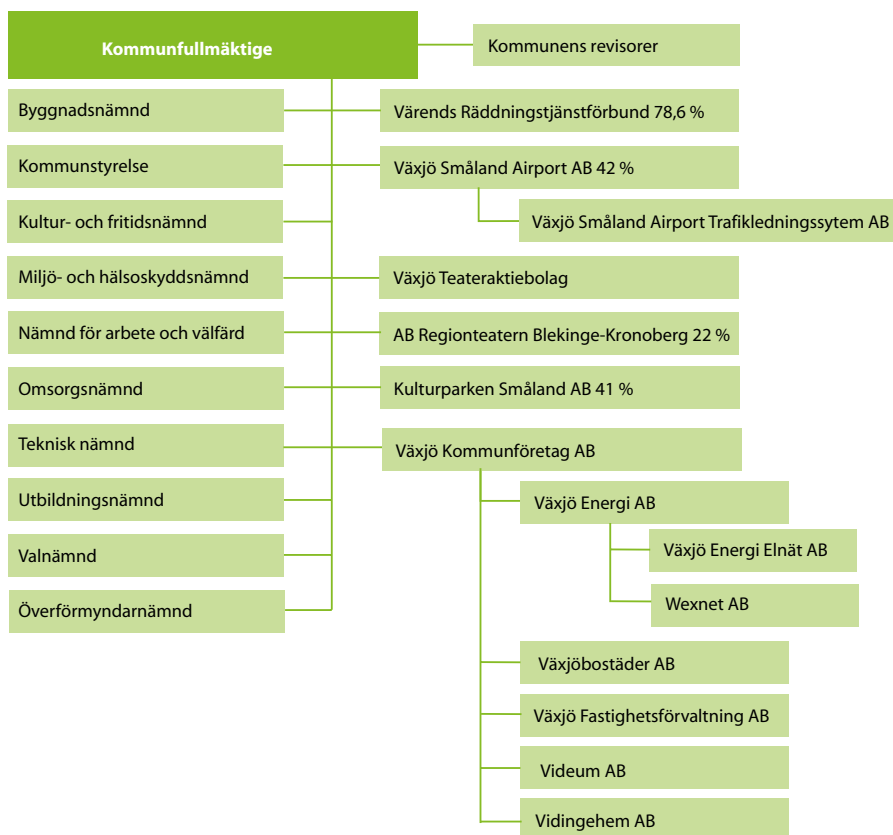 Kommunfullmäktige
Kommunens revisorer
Byggnadsnämnd
Värends Räddningstjänstförbund 78,6 %
Kommunstyrelse
Växjö Småland Airport AB 42 %
Kultur- och fritidsnämnd
Växjö Småland Airport Trafikledningssytem AB
Miljö- och hälsoskyddsnämnd
Växjö Teateraktiebolag
Nämnd för arbete och välfärd
AB Regionteatern Blekinge-Kronoberg 22 %
Omsorgsnämnd
Kulturparken Småland AB 41 %
Teknisk nämnd
Växjö Kommunföretag AB
Utbildningsnämnd
Växjö Energi AB
Valnämnd
Växjö Energi Elnät AB
Överförmyndarnämnd
Wexnet AB
Växjöbostäder AB
Växjö Fastighetsförvaltning AB
Videum AB
Vidingehem AB